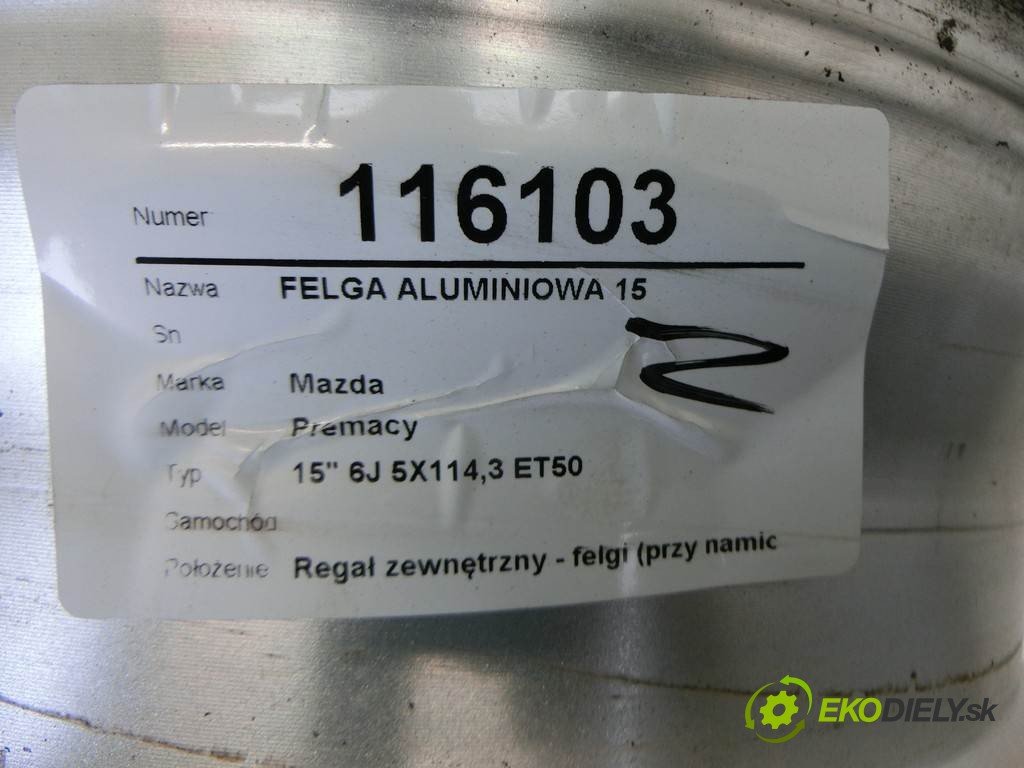 Numer 116103
Nazwa FELGA ALUMINIOWA 15
Sn
Marka Mazda
Model Premacy
Typ 15" 6J 5X114,3 ET50
Samochód
Położenie Regał zewnętrzny - felgi (przy namic
EKODIELY.sk